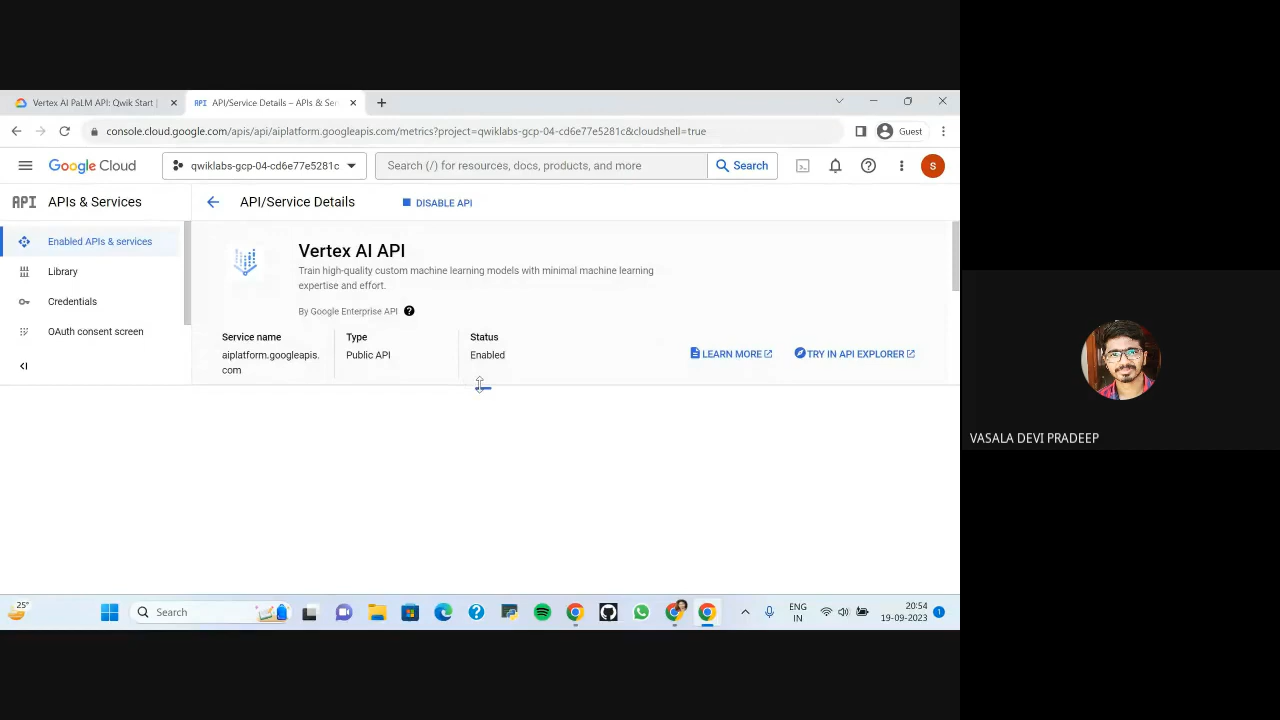 Vertex AI PaLM API: Qwik Start |
API API/Service Details – APIs & Ser
console.cloud.google.com/apis/api/aiplatform.googleapis.com/metrics?project=qwiklabs-gcp-04-cd6e77e5281c&cloudshell=true
Guest
Google Cloud
qwiklabs-gcp-04-cd6e77e5281c
Search (/) for resources, docs, products, and more
Search
S
API APIs & Services
API/Service Details
DISABLE API
Enabled APIs & services
Library
Credentials
OAuth consent screen
Vertex AI API
Train high-quality custom machine learning models with minimal machine learning
expertise and effort.
By Google Enterprise API
Service name
aiplatform.googleapis.
com
Type
Public API
Status
Enabled
LEARN MORE
TRY IN API EXPLORER
VASALA DEVI PRADEEP
25°
Search
ENG
IN
20:54
19-09-2023
1